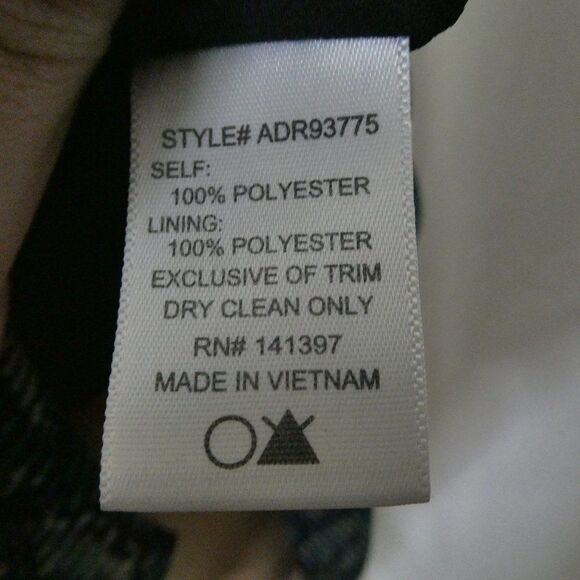 STYLE# ADR93775
SELF:
100% POLYESTER
LINING:
100% POLYESTER
EXCLUSIVE OF TRIM
DRY CLEAN ONLY
RN# 141397
MADE IN VIETNAM